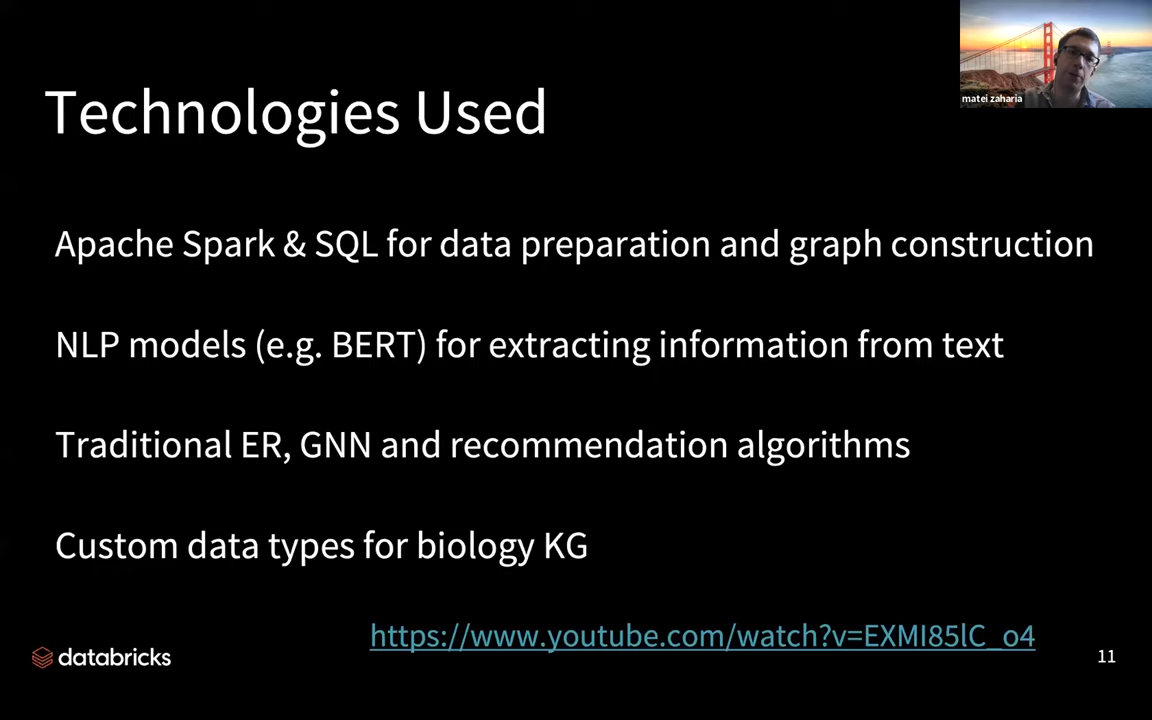 matei zaharia
Technologies Used
Apache Spark & SQL for data preparation and graph construction
NLP models (e.g. BERT) for extracting information from text
Traditional ER, GNN and recommendation algorithms
Custom data types for biology KG
https://www.youtube.com/watch?v=EXMI85lC_o4
databricks
11